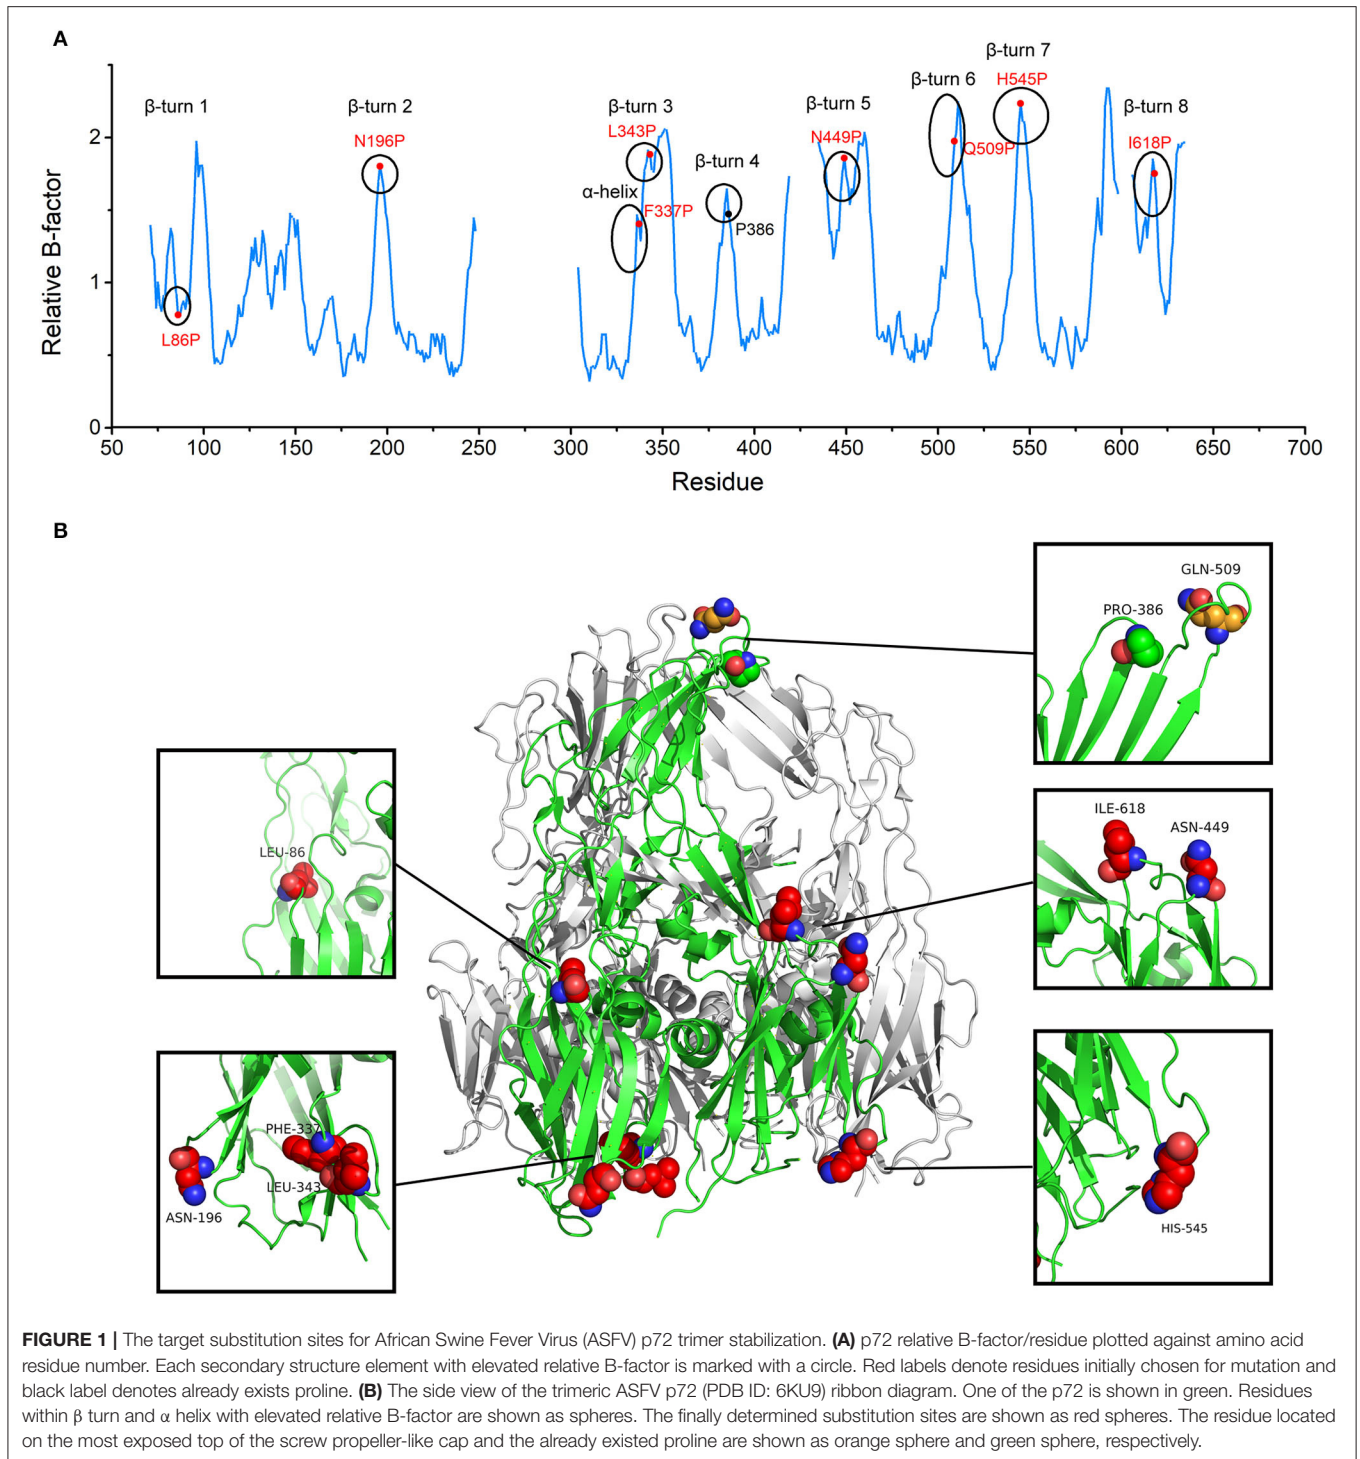 A
β-turn 1
β-turn 2
β-turn 3
β-turn 4
β-turn 5
β-turn 6
β-turn 7
β-turn 8
α-helix
L86P
N196P
L343P
F337P
P386
N449P
Q509P
H545P
I618P
Relative B-factor
2
1
0
50 100 150 200 250 300 350 400 450 500 550 600 650 700
Residue
B
GLN-509
PRO-386
ILE-618
ASN-449
LEU-86
PHE-337
LEU-343
ASN-196
HIS-545
FIGURE 1 | The target substitution sites for African Swine Fever Virus (ASFV) p72 trimer stabilization. (A) p72 relative B-factor/residue plotted against amino acid
residue number. Each secondary structure element with elevated relative B-factor is marked with a circle. Red labels denote residues initially chosen for mutation and
black label denotes already exists proline. (B) The side view of the trimeric ASFV p72 (PDB ID: 6KU9) ribbon diagram. One of the p72 is shown in green. Residues
within β turn and α helix with elevated relative B-factor are shown as spheres. The finally determined substitution sites are shown as red spheres. The residue located
on the most exposed top of the screw propeller-like cap and the already existed proline are shown as orange sphere and green sphere, respectively.